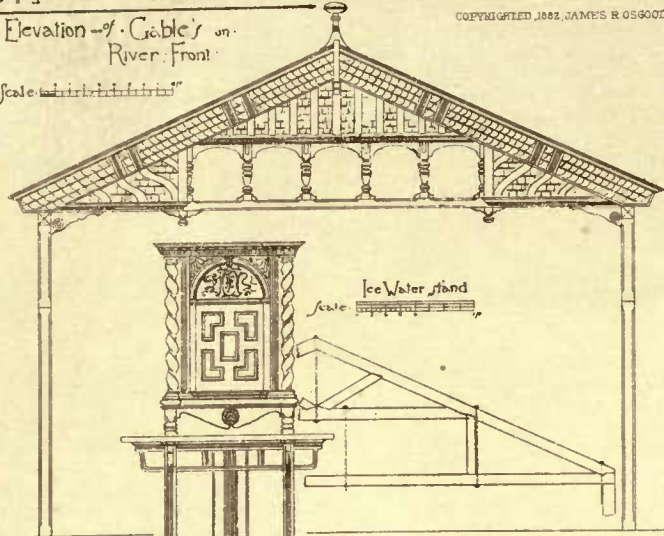 COPYRIGHTED, 1882, JAMES R OSGOOD
Elevation of Gable's on
River Front
Scale
Ice Water stand
Scale